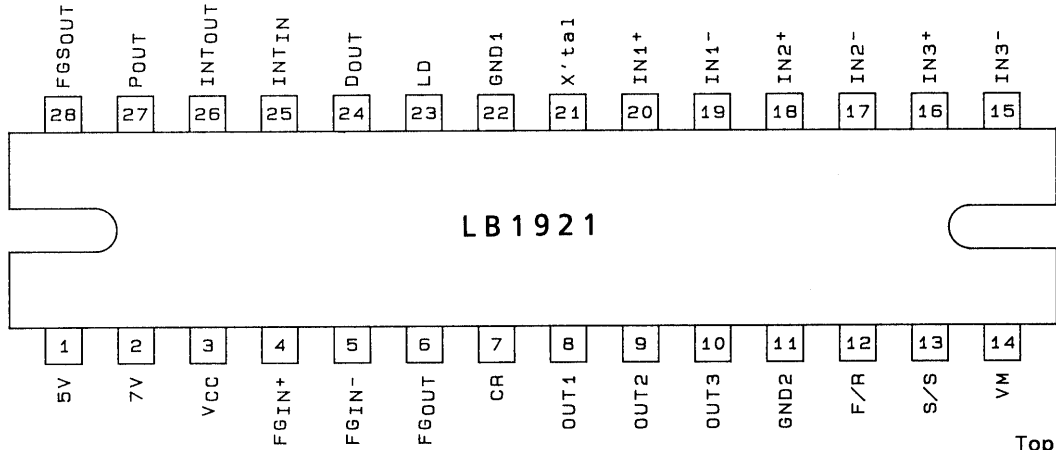 FGSOUT POUT INTOUT INTIN DOUT LD GND1 X'tal IN1+ IN1- IN2+ IN2- IN3+ IN3-
28 27 26 25 24 23 22 21 20 19 18 17 16 15
LB1921
1 2 3 4 5 6 7 8 9 10 11 12 13 14
5V 7V VCC FGIN+ FGIN- FGOUT CR OUT1 OUT2 OUT3 GND2 F/R S/S VM
Top